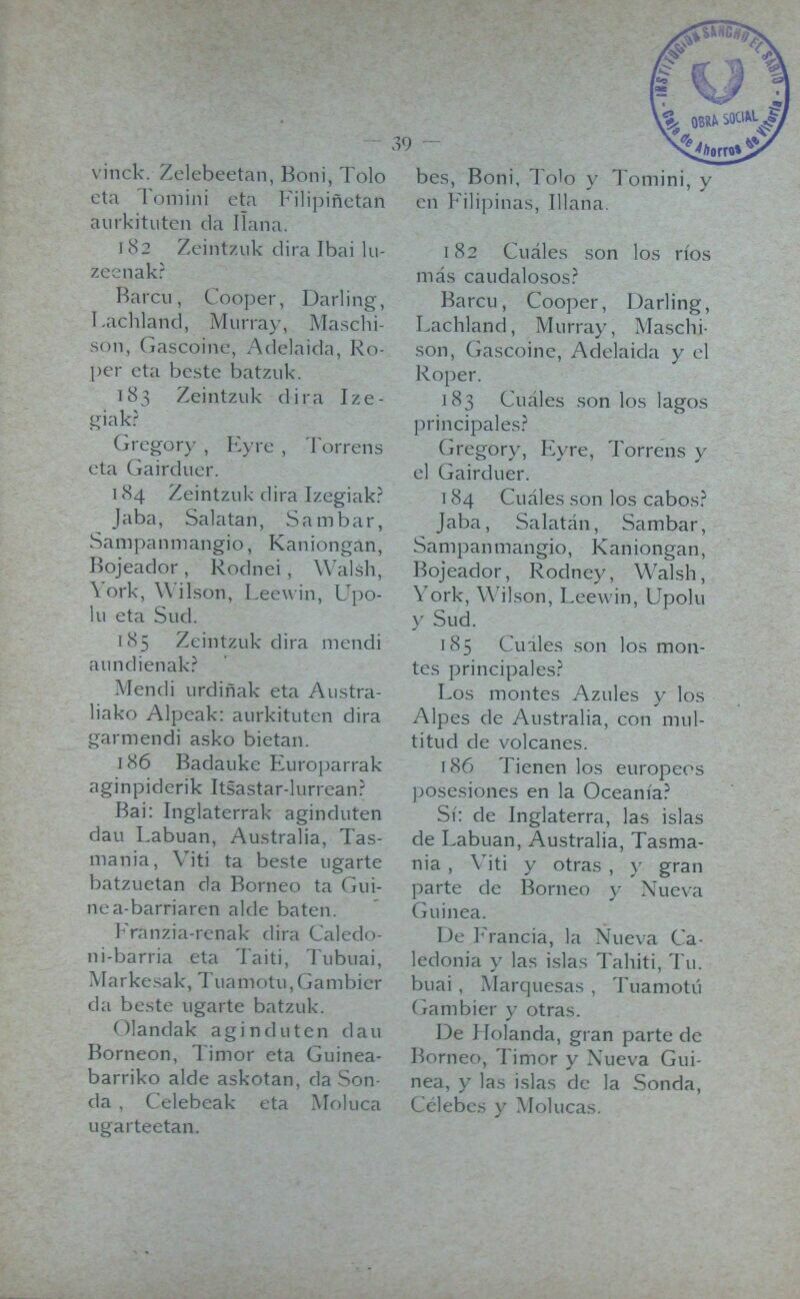 INSTITUCION SANCHO EL SABIO
OBRA SOCIAL
Caja de Ahorros de Vitoria
— 39 —
vinck. Zelebeetan, Boni, Tolo
eta Tomini eta Filipiñetan
aurkituten da Ilana.
182 Zeintzuk dira Ibai lu-
zeenak?
Barcu, Cooper, Darling,
Lachland, Murray, Maschi-
son, Gascoine, Adelaida, Ro-
per eta beste batzuk.
183 Zeintzuk dira Ize-
giak?
Gregory, Eyre, Torrens
eta Gairduer.
184 Zeintzuk dira Izegiak?
Jaba, Salatan, Sambar,
Sampanmangio, Kaniongan,
Bojeador, Rodnei, Walsh,
York, Wilson, Leewin, Upo-
lu eta Sud.
185 Zeintzuk dira mendi
aundienak?
Mendi urdiñak eta Austra-
liako Alpeak: aurkituten dira
garmendi asko bietan.
186 Badauke Europarrak
aginpiderik Itšastar-lurrean?
Bai: Inglaterrak aginduten
dau Labuan, Australia, Tas-
mania, Viti ta beste ugarte
batzuetan da Borneo ta Gui-
nea-barriaren alde baten.
Franzia-renak dira Caledo-
ni-barria eta Taiti, Tubuai,
Markesak, Tuamotu, Gambier
da beste ugarte batzuk.
Olandak aginduten dau
Borneon, Timor eta Guinea-
barriko alde askotan, da Son-
da, Celebeak eta Moluca
ugarteetan.
bes, Boni, Tolo y Tomini, y
en Filipinas, Illana.
182 Cuáles son los ríos
más caudalosos?
Barcu, Cooper, Darling,
Lachland, Murray, Maschi-
son, Gascoine, Adelaida y el
Roper.
183 Cuáles son los lagos
principales?
Gregory, Eyre, Torrens y
el Gairduer.
184 Cuáles son los cabos?
Jaba, Salatán, Sambar,
Sampanmangio, Kaniongan,
Bojeador, Rodney, Walsh,
York, Wilson, Leewin, Upolu
y Sud.
185 Cuáles son los mon-
tes principales?
Los montes Azules y los
Alpes de Australia, con mul-
titud de volcanes.
186 Tienen los europeos
posesiones en la Oceanía?
Sí: de Inglaterra, las islas
de Labuan, Australia, Tasma-
nia, Viti y otras, y gran
parte de Borneo y Nueva
Guinea.
De Francia, la Nueva Ca-
ledonia y las islas Tahiti, Tu.
buai, Marquesas, Tuamotú
Gambier y otras.
De Holanda, gran parte de
Borneo, Timor y Nueva Gui-
nea, y las islas de la Sonda,
Célebes y Molucas.